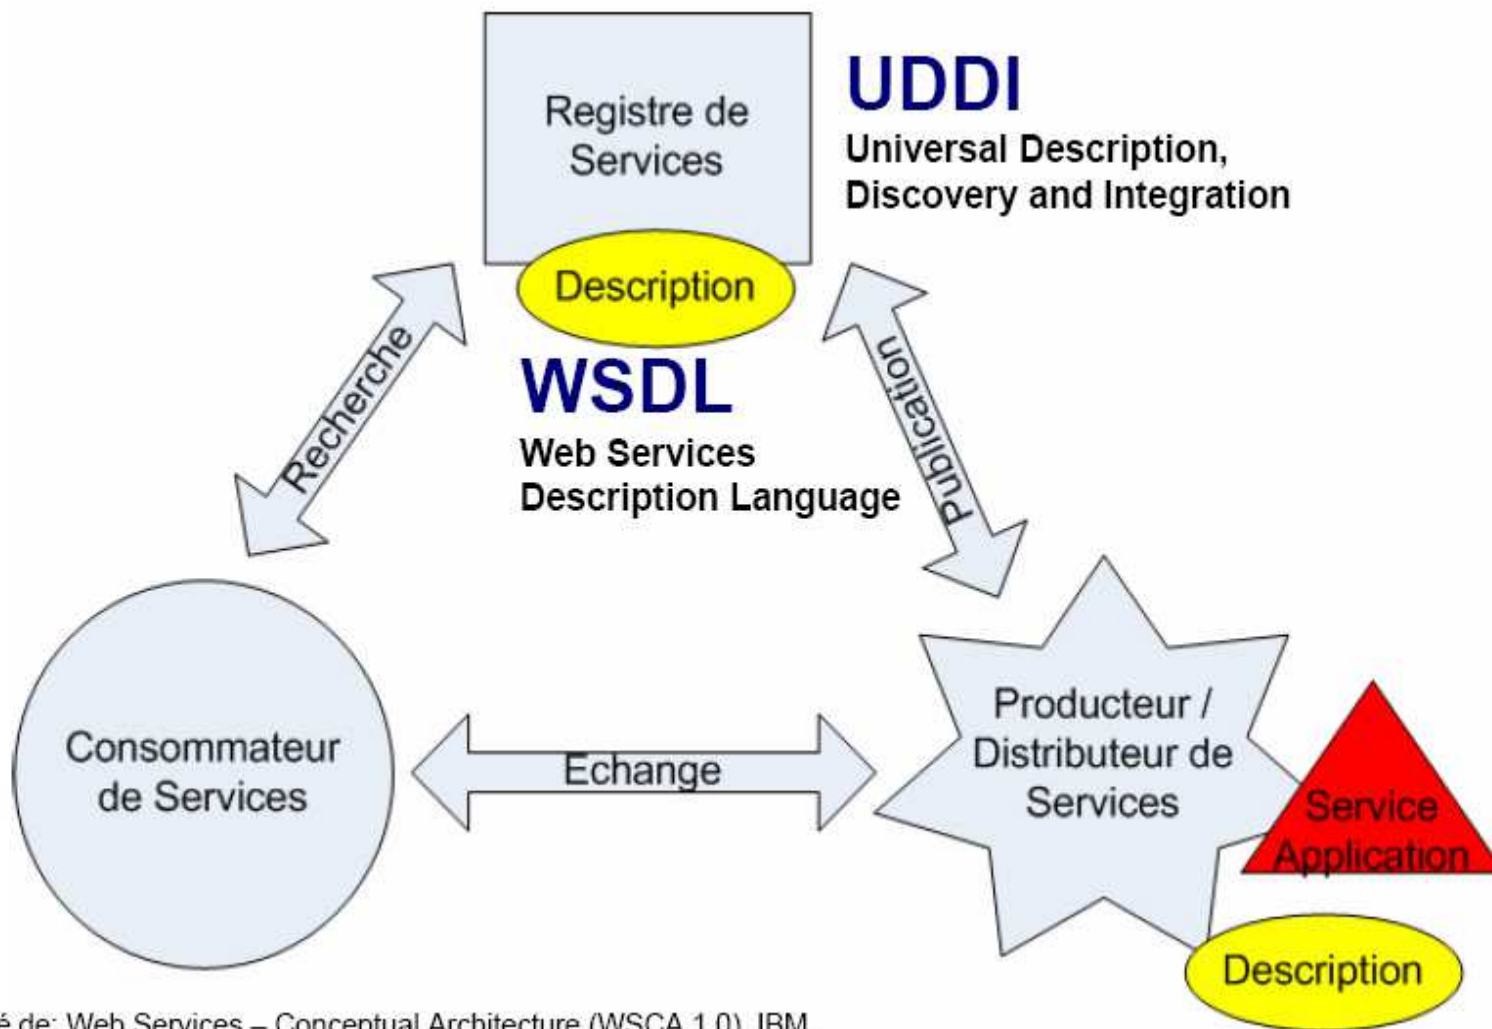 Registre de
Services
UDDI
Universal Description,
Discovery and Integration
Description
WSDL
Web Services
Description Language
Recherche
Publication
Consommateur
de Services
Echange
Producteur /
Distributeur de
Services
Service
Application
Description
é de: Web Services – Conceptual Architecture (WSCA 1.0), IBM